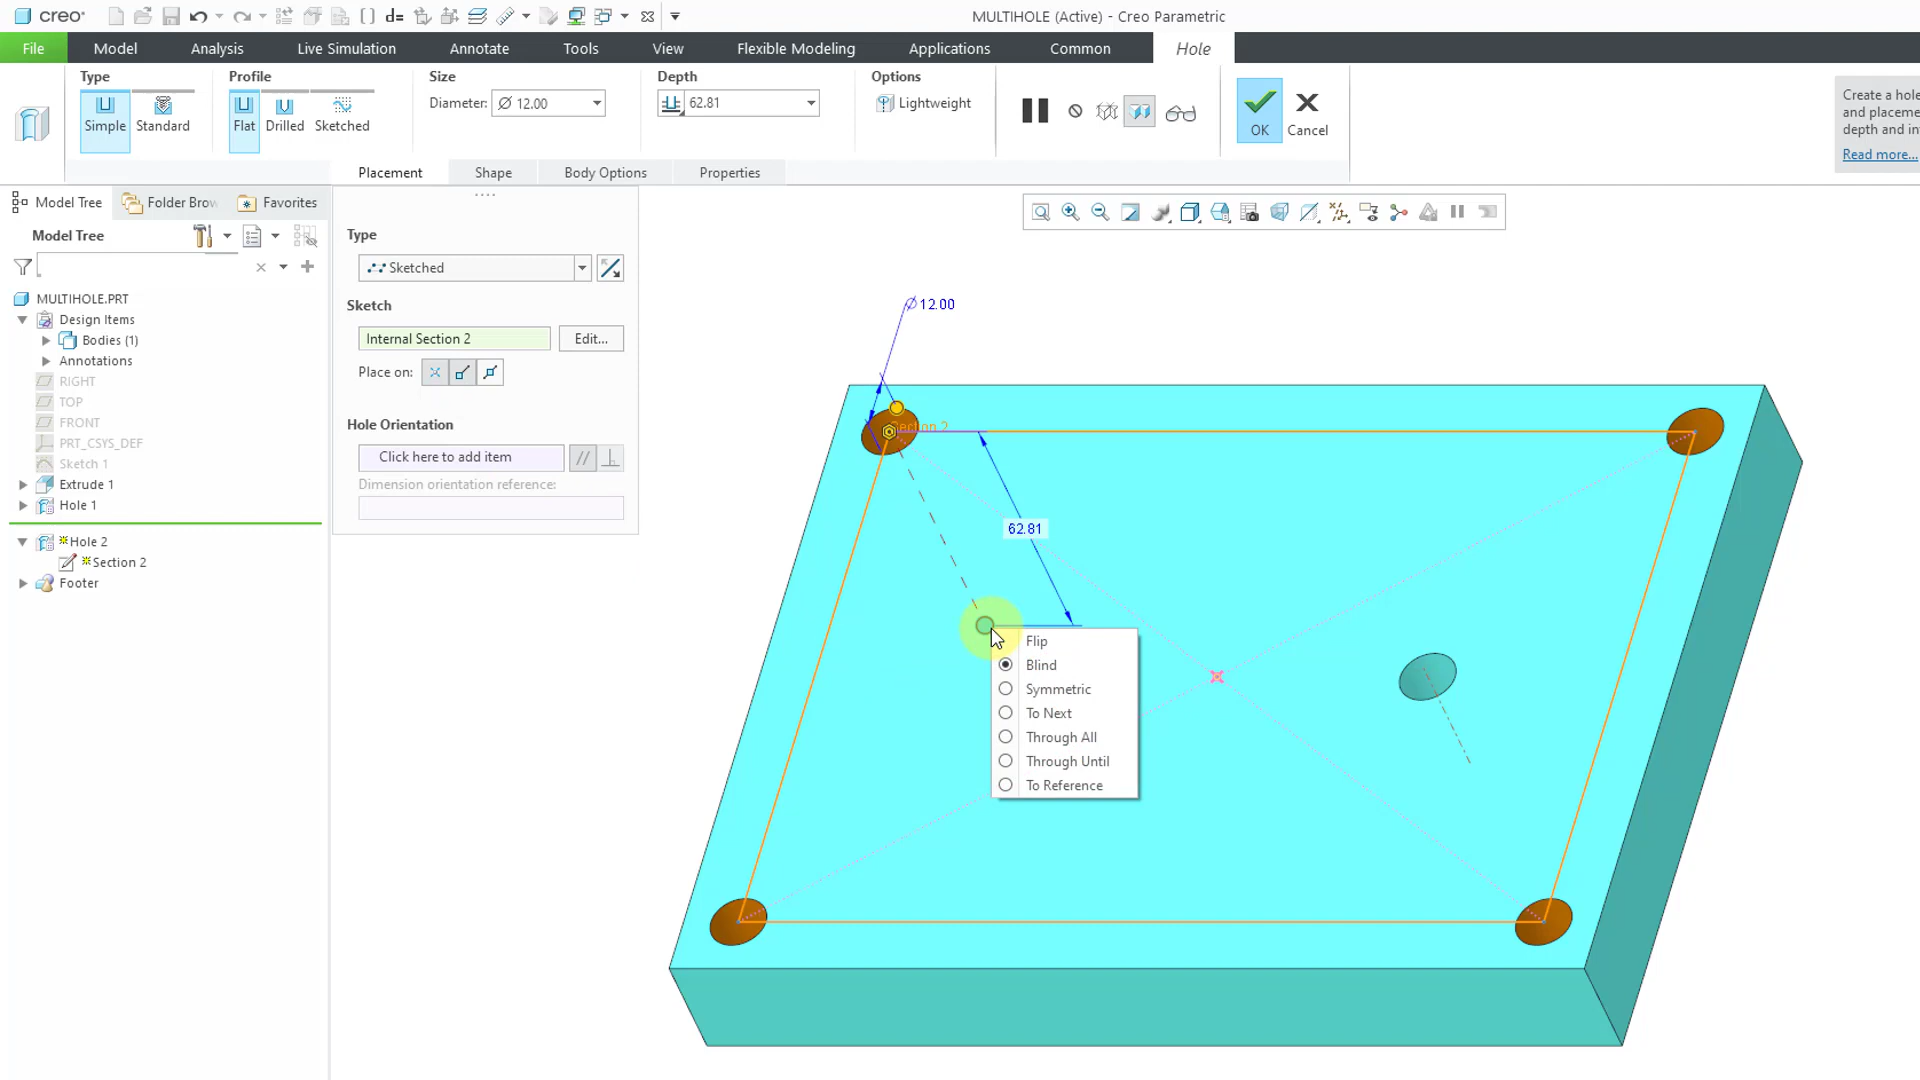 creo
MULTIHOLE (Active) - Creo Parametric
File
Model
Analysis
Live Simulation
Annotate
Tools
View
Flexible Modeling
Applications
Common
Hole
Type
Profile
Size
Depth
Options
Simple
Standard
Flat
Drilled
Sketched
Diameter:
Ø 12.00
62.81
Lightweight
OK
Cancel
Create a hole
and placeme
depth and in
Read more...
Placement
Shape
Body Options
Properties
Model Tree
Folder Brow
Favorites
Model Tree
MULTIHOLE.PRT
Design Items
Bodies (1)
Annotations
RIGHT
TOP
FRONT
PRT_CSYS_DEF
Sketch 1
Extrude 1
Hole 1
Hole 2
Section 2
Footer
Type
Sketched
Sketch
Internal Section 2
Edit...
Place on:
Hole Orientation
Click here to add item
Dimension orientation reference:
Ø12.00
Section 2
62.81
Flip
Blind
Symmetric
To Next
Through All
Through Until
To Reference